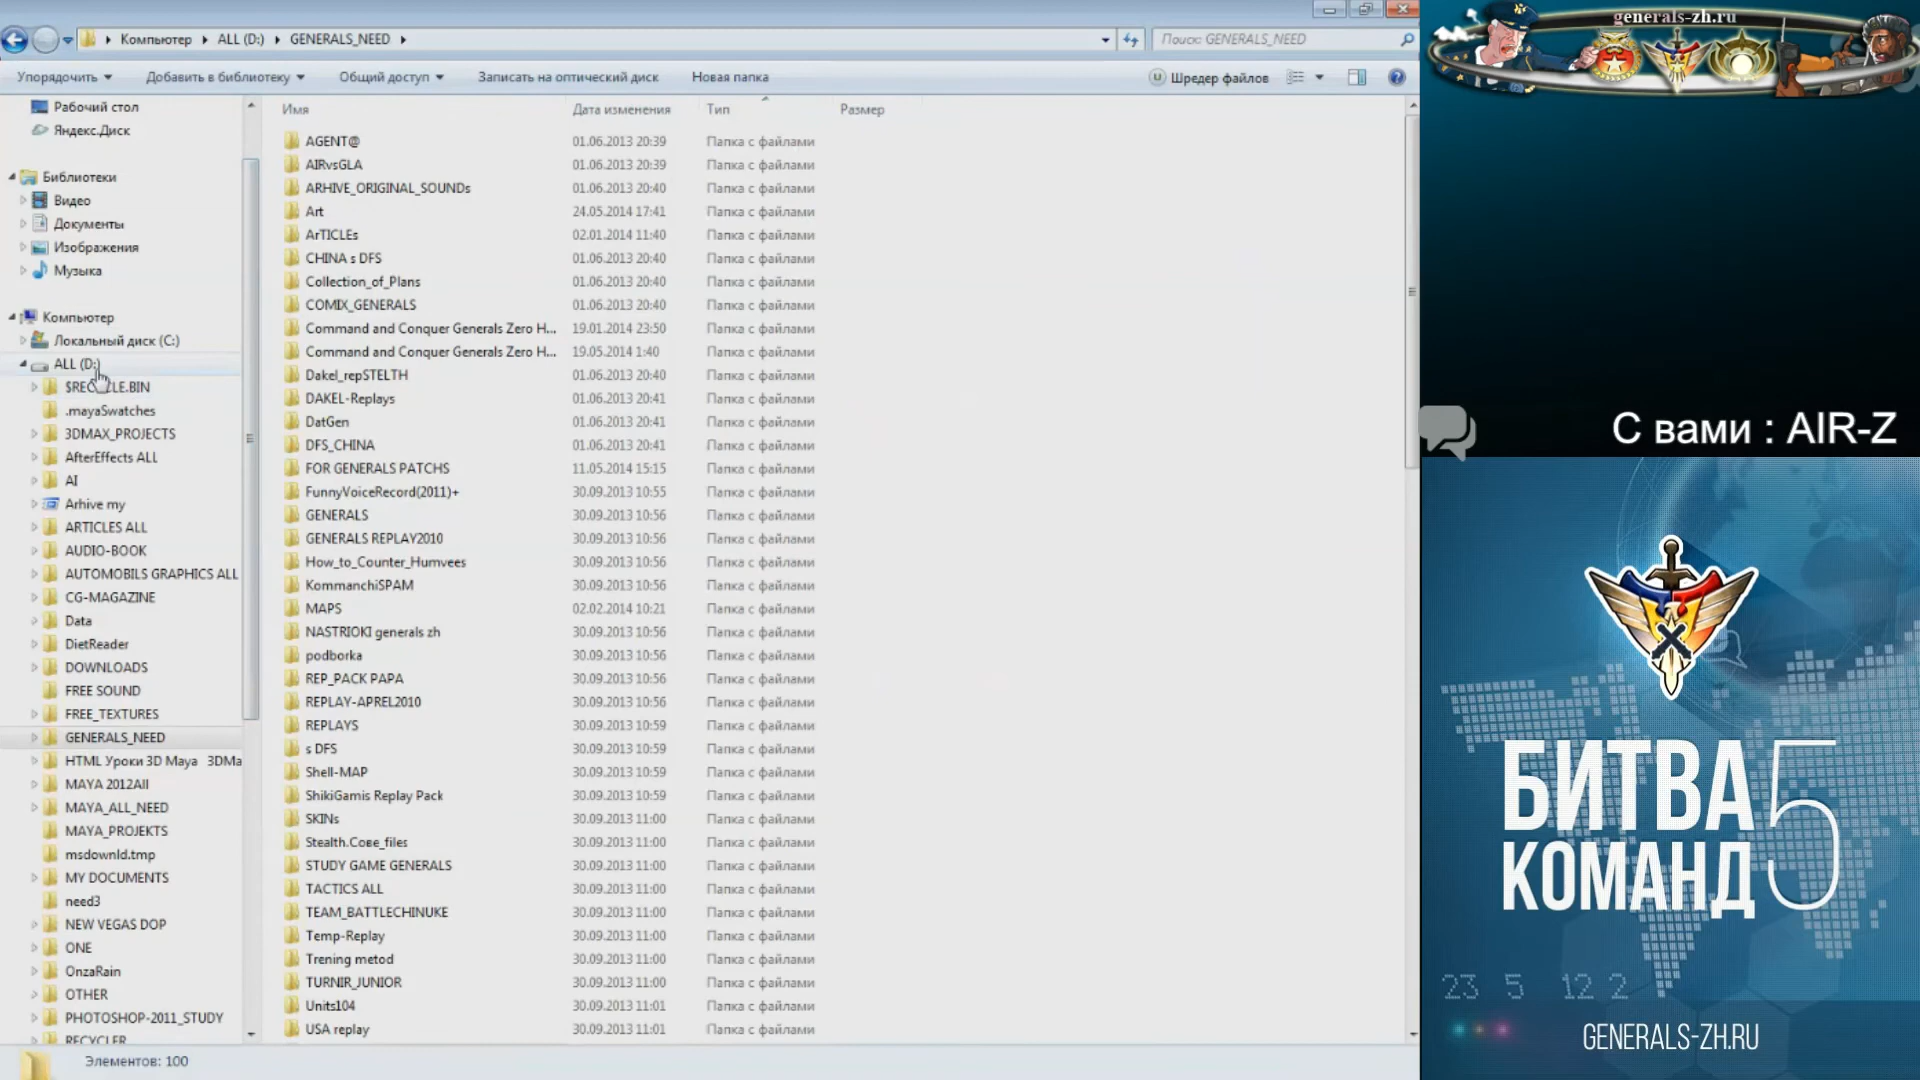 Компьютер ALL (D:) GENERALS_NEED
Поиск: GENERALS_NEED
Упорядочить Добавить в библиотеку Общий доступ Записать на оптический диск Новая папка Шредер файлов
Рабочий стол
Яндекс.Диск
Библиотеки
Видео
Документы
Изображения
Музыка
Компьютер
Локальный диск (C:)
ALL (D:)
.mayaSwatches
3DMAX_PROJECTS
AfterEffects ALL
AI
Arhive my
ARTICLES ALL
AUDIO-BOOK
AUTOMOBILS GRAPHICS ALL
CG-MAGAZINE
Data
DietReader
DOWNLOADS
FREE SOUND
FREE_TEXTURES
GENERALS_NEED
HTML Уроки 3D Maya 3DMa
MAYA 2012All
MAYA_ALL_NEED
MAYA_PROJEKTS
msdownld.tmp
MY DOCUMENTS
need3
NEW VEGAS DOP
ONE
OnzaRain
OTHER
PHOTOSHOP-2011_STUDY
RECYCLER
Имя Дата изменения Тип Размер
AGENT@ 01.06.2013 20:39 Папка с файлами
AIRvsGLA 01.06.2013 20:39 Папка с файлами
ARHIVE_ORIGINAL_SOUNDs 01.06.2013 20:40 Папка с файлами
Art 24.05.2014 17:41 Папка с файлами
ArTICLEs 02.01.2014 11:40 Папка с файлами
CHINA s DFS 01.06.2013 20:40 Папка с файлами
Collection_of_Plans 01.06.2013 20:40 Папка с файлами
COMIX_GENERALS 01.06.2013 20:40 Папка с файлами
Command and Conquer Generals Zero H... 19.01.2014 23:50 Папка с файлами
Command and Conquer Generals Zero H... 19.05.2014 1:40 Папка с файлами
Dakel_repSTELTH 01.06.2013 20:40 Папка с файлами
DAKEL-Replays 01.06.2013 20:41 Папка с файлами
DatGen 01.06.2013 20:41 Папка с файлами
DFS_CHINA 01.06.2013 20:41 Папка с файлами
FOR GENERALS PATCHS 11.05.2014 15:15 Папка с файлами
FunnyVoiceRecord(2011)+ 30.09.2013 10:55 Папка с файлами
GENERALS 30.09.2013 10:56 Папка с файлами
GENERALS REPLAY2010 30.09.2013 10:56 Папка с файлами
How_to_Counter_Humvees 30.09.2013 10:56 Папка с файлами
KommanchiSPAM 30.09.2013 10:56 Папка с файлами
MAPS 02.02.2014 10:21 Папка с файлами
NASTRIOKI generals zh 30.09.2013 10:56 Папка с файлами
podborka 30.09.2013 10:56 Папка с файлами
REP_PACK PAPA 30.09.2013 10:56 Папка с файлами
REPLAY-APREL2010 30.09.2013 10:56 Папка с файлами
REPLAYS 30.09.2013 10:59 Папка с файлами
s DFS 30.09.2013 10:59 Папка с файлами
Shell-MAP 30.09.2013 10:59 Папка с файлами
ShikiGamis Replay Pack 30.09.2013 10:59 Папка с файлами
SKINs 30.09.2013 11:00 Папка с файлами
Stealth.Cове_files 30.09.2013 11:00 Папка с файлами
STUDY GAME GENERALS 30.09.2013 11:00 Папка с файлами
TACTICS ALL 30.09.2013 11:00 Папка с файлами
TEAM_BATTLECHINUKE 30.09.2013 11:00 Папка с файлами
Temp-Replay 30.09.2013 11:00 Папка с файлами
Trening metod 30.09.2013 11:00 Папка с файлами
TURNIR_JUNIOR 30.09.2013 11:00 Папка с файлами
Units104 30.09.2013 11:01 Папка с файлами
USA replay 30.09.2013 11:01 Папка с файлами
Элементов: 100
generals-zh.ru
С вами : AIR-Z
БИТВА
КОМАНД 5
23 5 12 2
GENERALS-ZH.RU